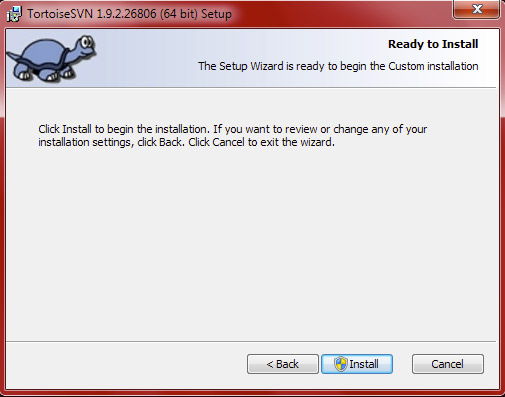 TortoiseSVN 1.9.2.26806 (64 bit) Setup
Ready to Install
The Setup Wizard is ready to begin the Custom installation
Click Install to begin the installation. If you want to review or change any of your
installation settings, click Back. Click Cancel to exit the wizard.
< Back Install Cancel